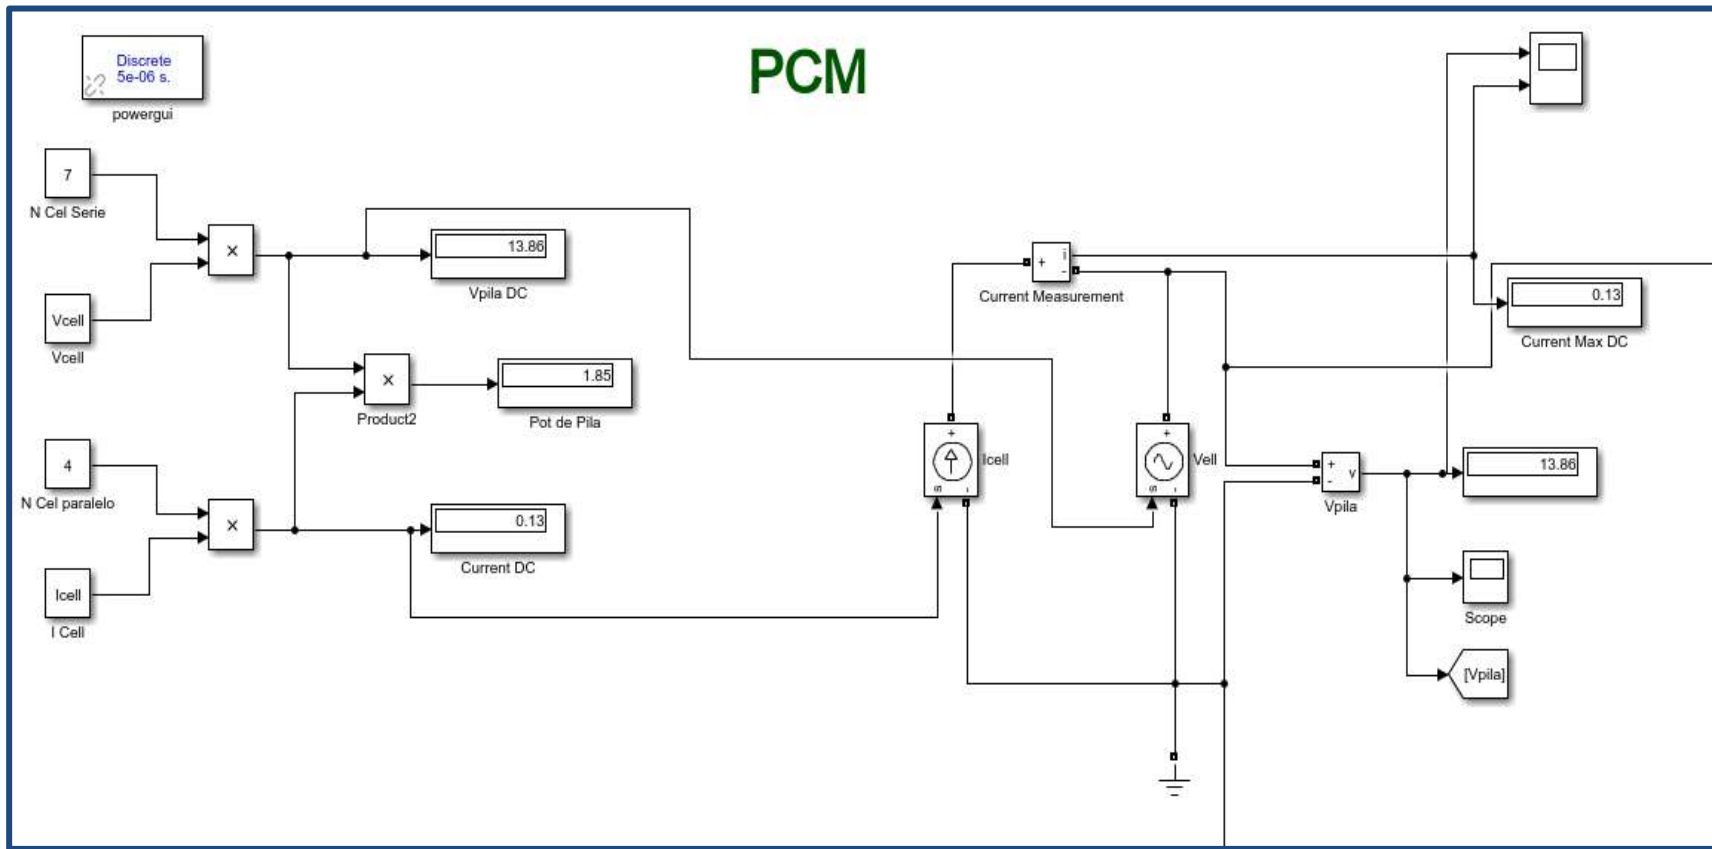 PCM
Discrete
5e-06 s.
powergui
7
N Cel Serie
×
13.86
Vpila DC
Vcell
Vcell
×
Product2
1.85
Pot de Pila
4
N Cel paralelo
×
0.13
Current DC
Icell
I Cell
+
i
-
Current Measurement
0.13
Current Max DC
+
Icell
s
-
+
Vell
s
-
+
-
v
Vpila
13.86
Scope
[Vpila]